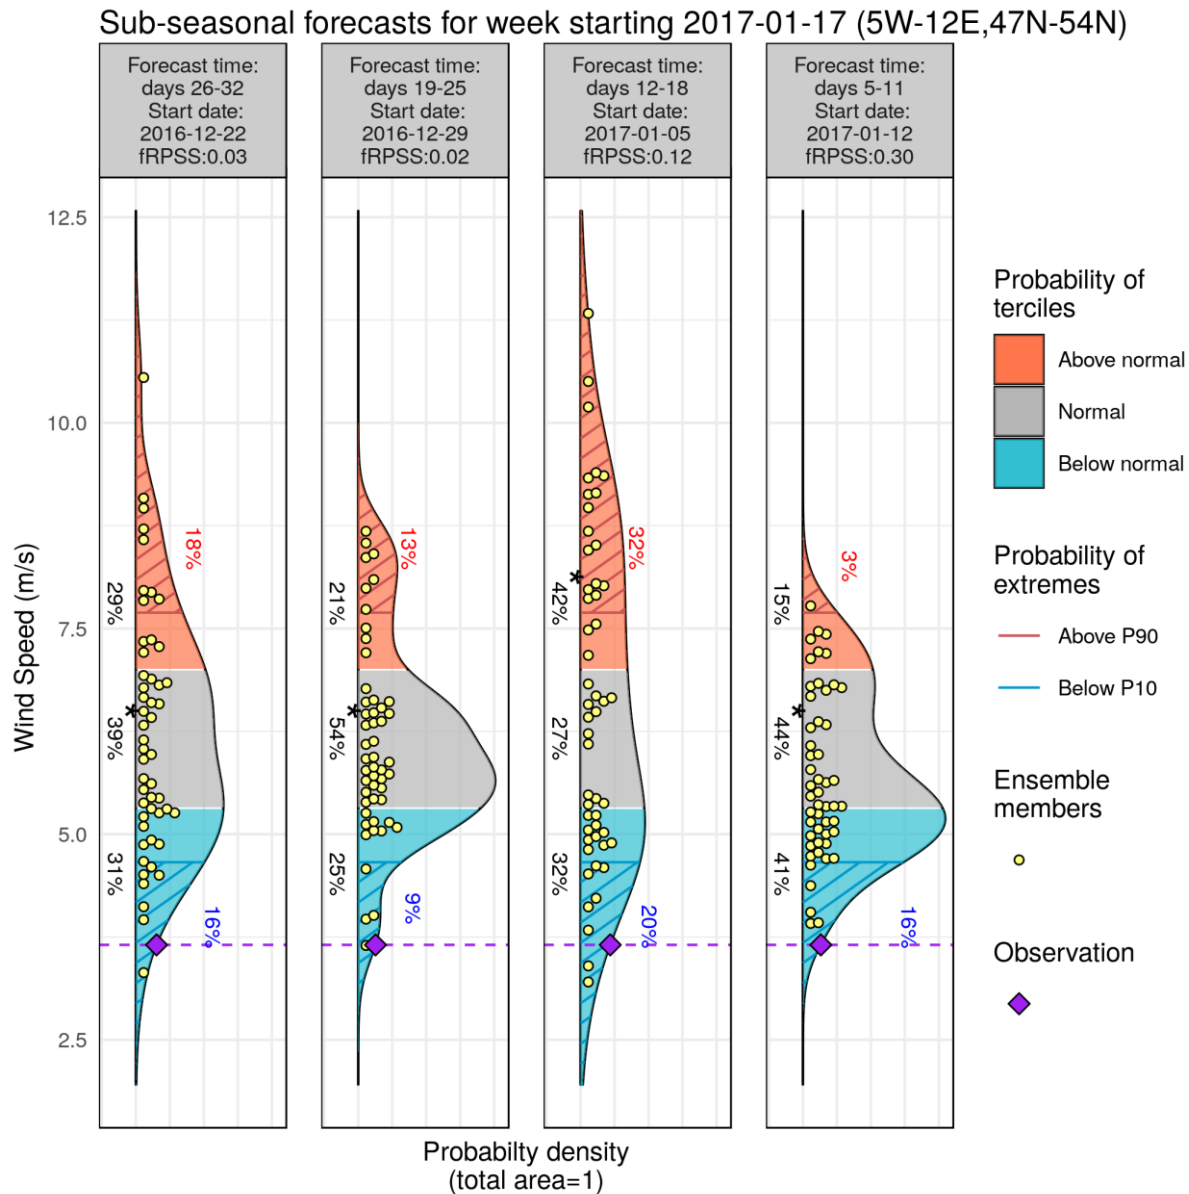 Sub-seasonal forecasts for week starting 2017-01-17 (5W-12E,47N-54N)
Forecast time:
days 26-32
Start date:
2016-12-22
fRPSS:0.03
Forecast time:
days 19-25
Start date:
2016-12-29
fRPSS:0.02
Forecast time:
days 12-18
Start date:
2017-01-05
fRPSS:0.12
Forecast time:
days 5-11
Start date:
2017-01-12
fRPSS:0.30
Wind Speed (m/s)
12.5
10.0
7.5
5.0
2.5
29%
39%
31%
18%
16%
*
21%
54%
25%
13%
9%
*
42%
27%
32%
32%
20%
*
15%
44%
41%
3%
16%
*
Probabilty density
(total area=1)
Probability of
terciles
Above normal
Normal
Below normal
Probability of
extremes
Above P90
Below P10
Ensemble
members
Observation